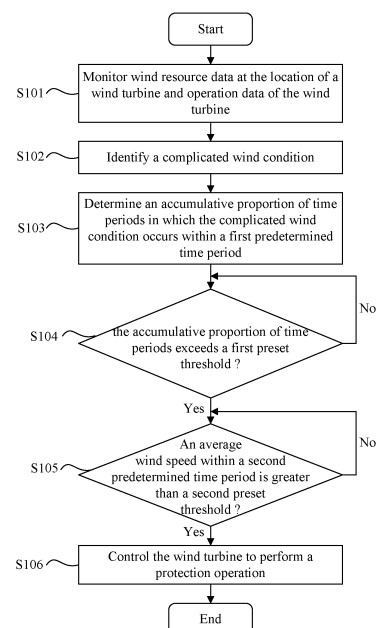 Start
S101
Monitor wind resource data at the location of a
wind turbine and operation data of the wind
turbine
S102
Identify a complicated wind condition
S103
Determine an accumulative proportion of time
periods in which the complicated wind
condition occurs within a first predetermined
time period
No
S104
the accumulative proportion of time
periods exceeds a first preset
threshold ?
Yes
No
S105
An average
wind speed within a second
predetermined time period is greater
than a second preset
threshold ?
Yes
S106
Control the wind turbine to perform a
protection operation
End